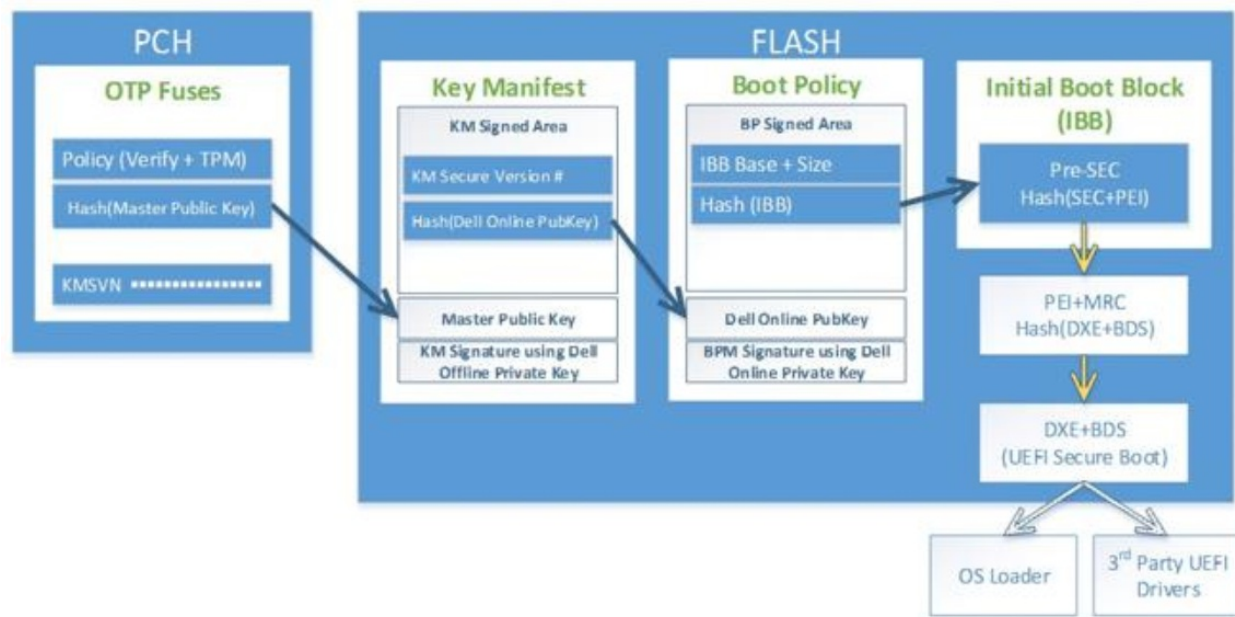 PCH
OTP Fuses
Policy (Verify + TPM)
Hash(Master Public Key)
KMSVN
FLASH
Key Manifest
KM Signed Area
KM Secure Version #
Hash(Dell Online PubKey)
Master Public Key
KM Signature using Dell
Offline Private Key
Boot Policy
BP Signed Area
IBB Base + Size
Hash (IBB)
Dell Online PubKey
BPM Signature using Dell
Online Private Key
Initial Boot Block
(IBB)
Pre-SEC
Hash(SEC+PEI)
PEI+MRC
Hash(DXE+BDS)
DXE+BDS
(UEFI Secure Boot)
OS Loader
3rd Party UEFI
Drivers